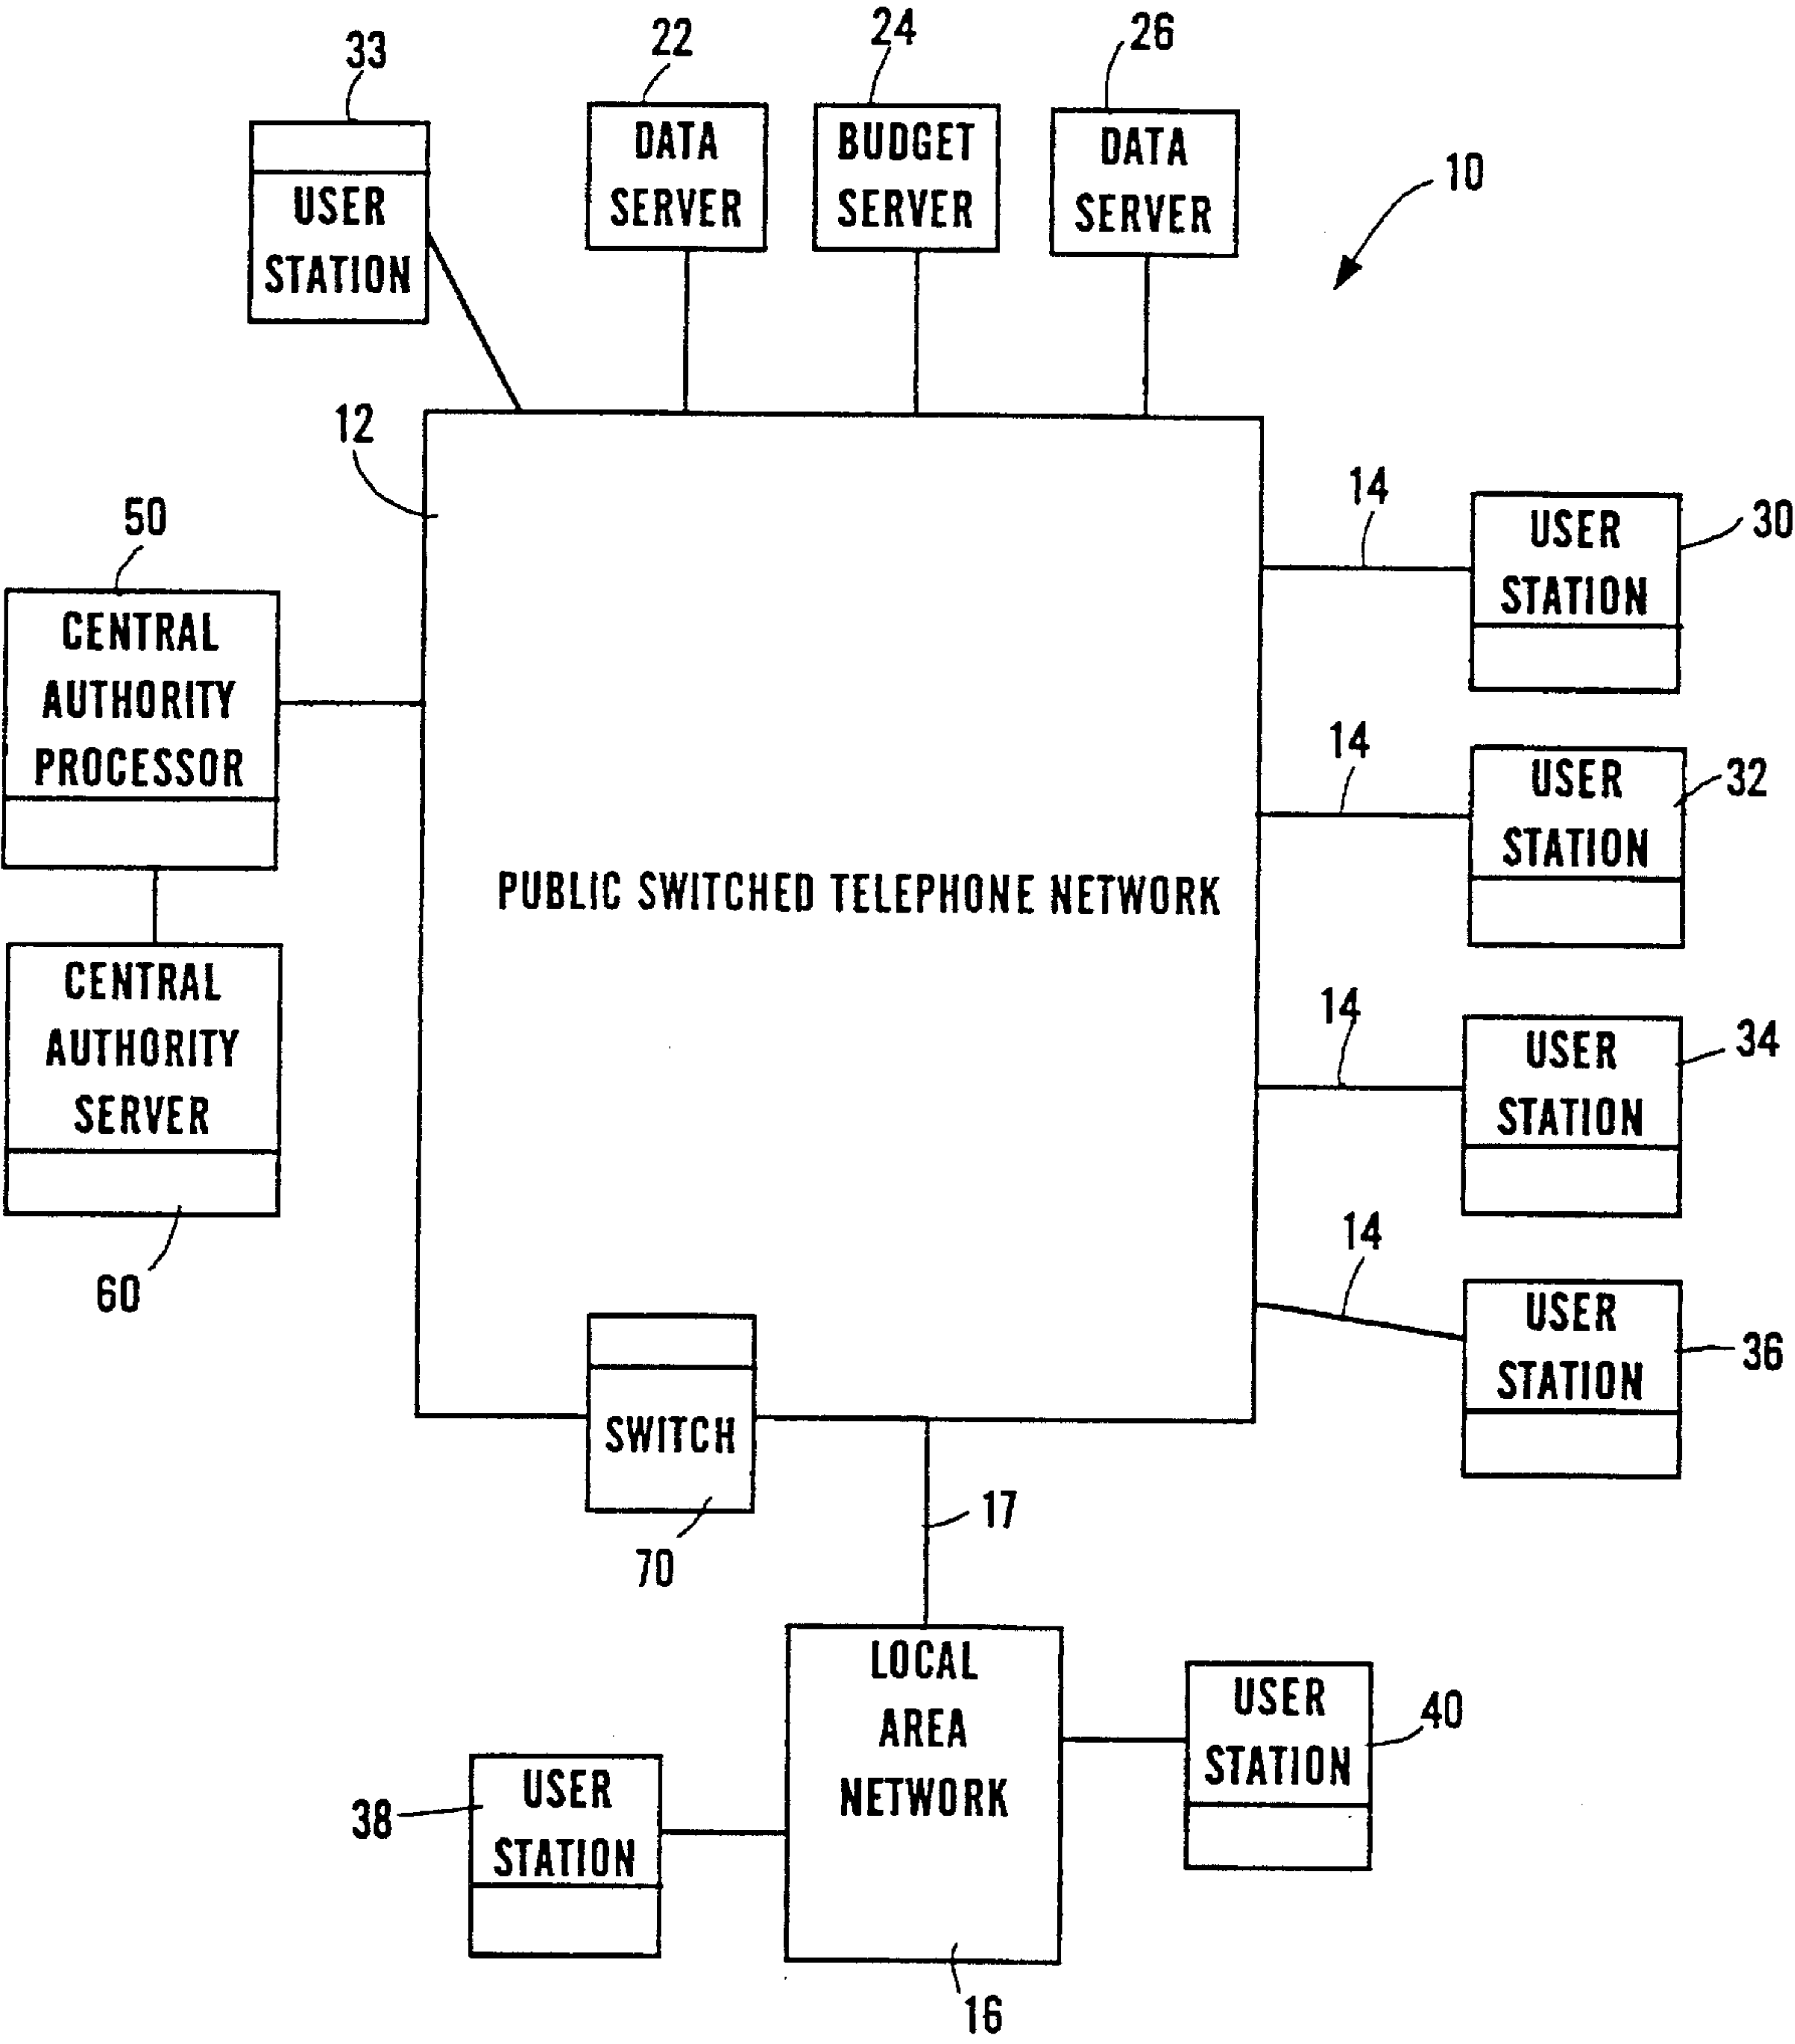 33
22
24
26
DATA
SERVER
BUDGET
SERVER
DATA
SERVER
10
USER
STATION
12
14
50
USER
STATION
30
CENTRAL
AUTHORITY
PROCESSOR
14
USER
STATION
32
PUBLIC SWITCHED TELEPHONE NETWORK
CENTRAL
AUTHORITY
SERVER
14
USER
STATION
34
60
14
USER
STATION
36
SWITCH
70
17
LOCAL
AREA
NETWORK
USER
STATION
40
38
USER
STATION
16